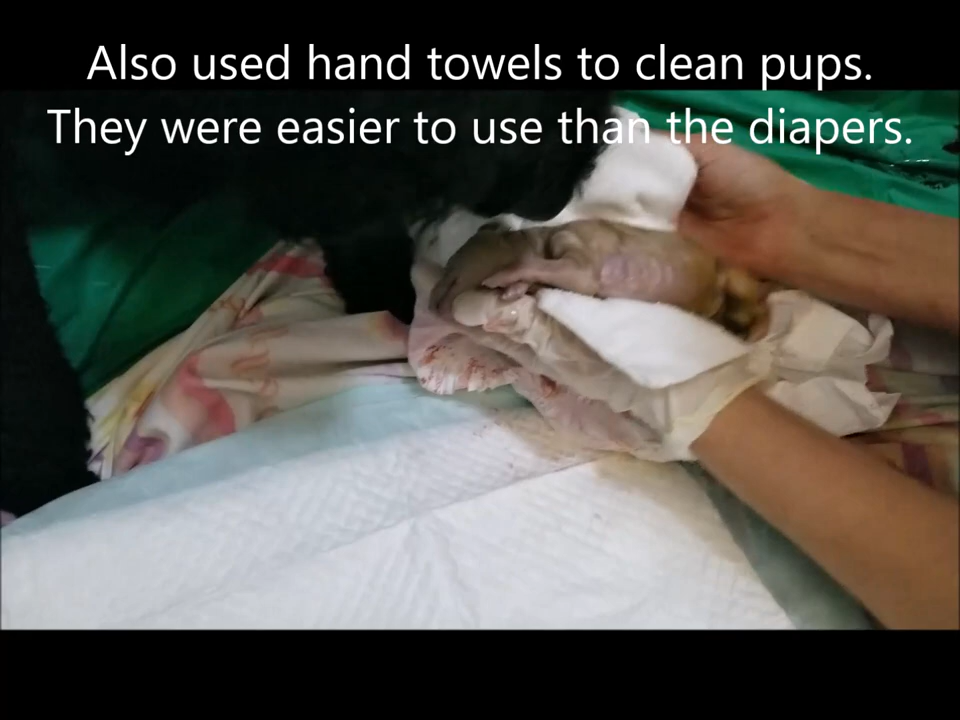 Also used hand towels to clean pups.
They were easier to use than the diapers.